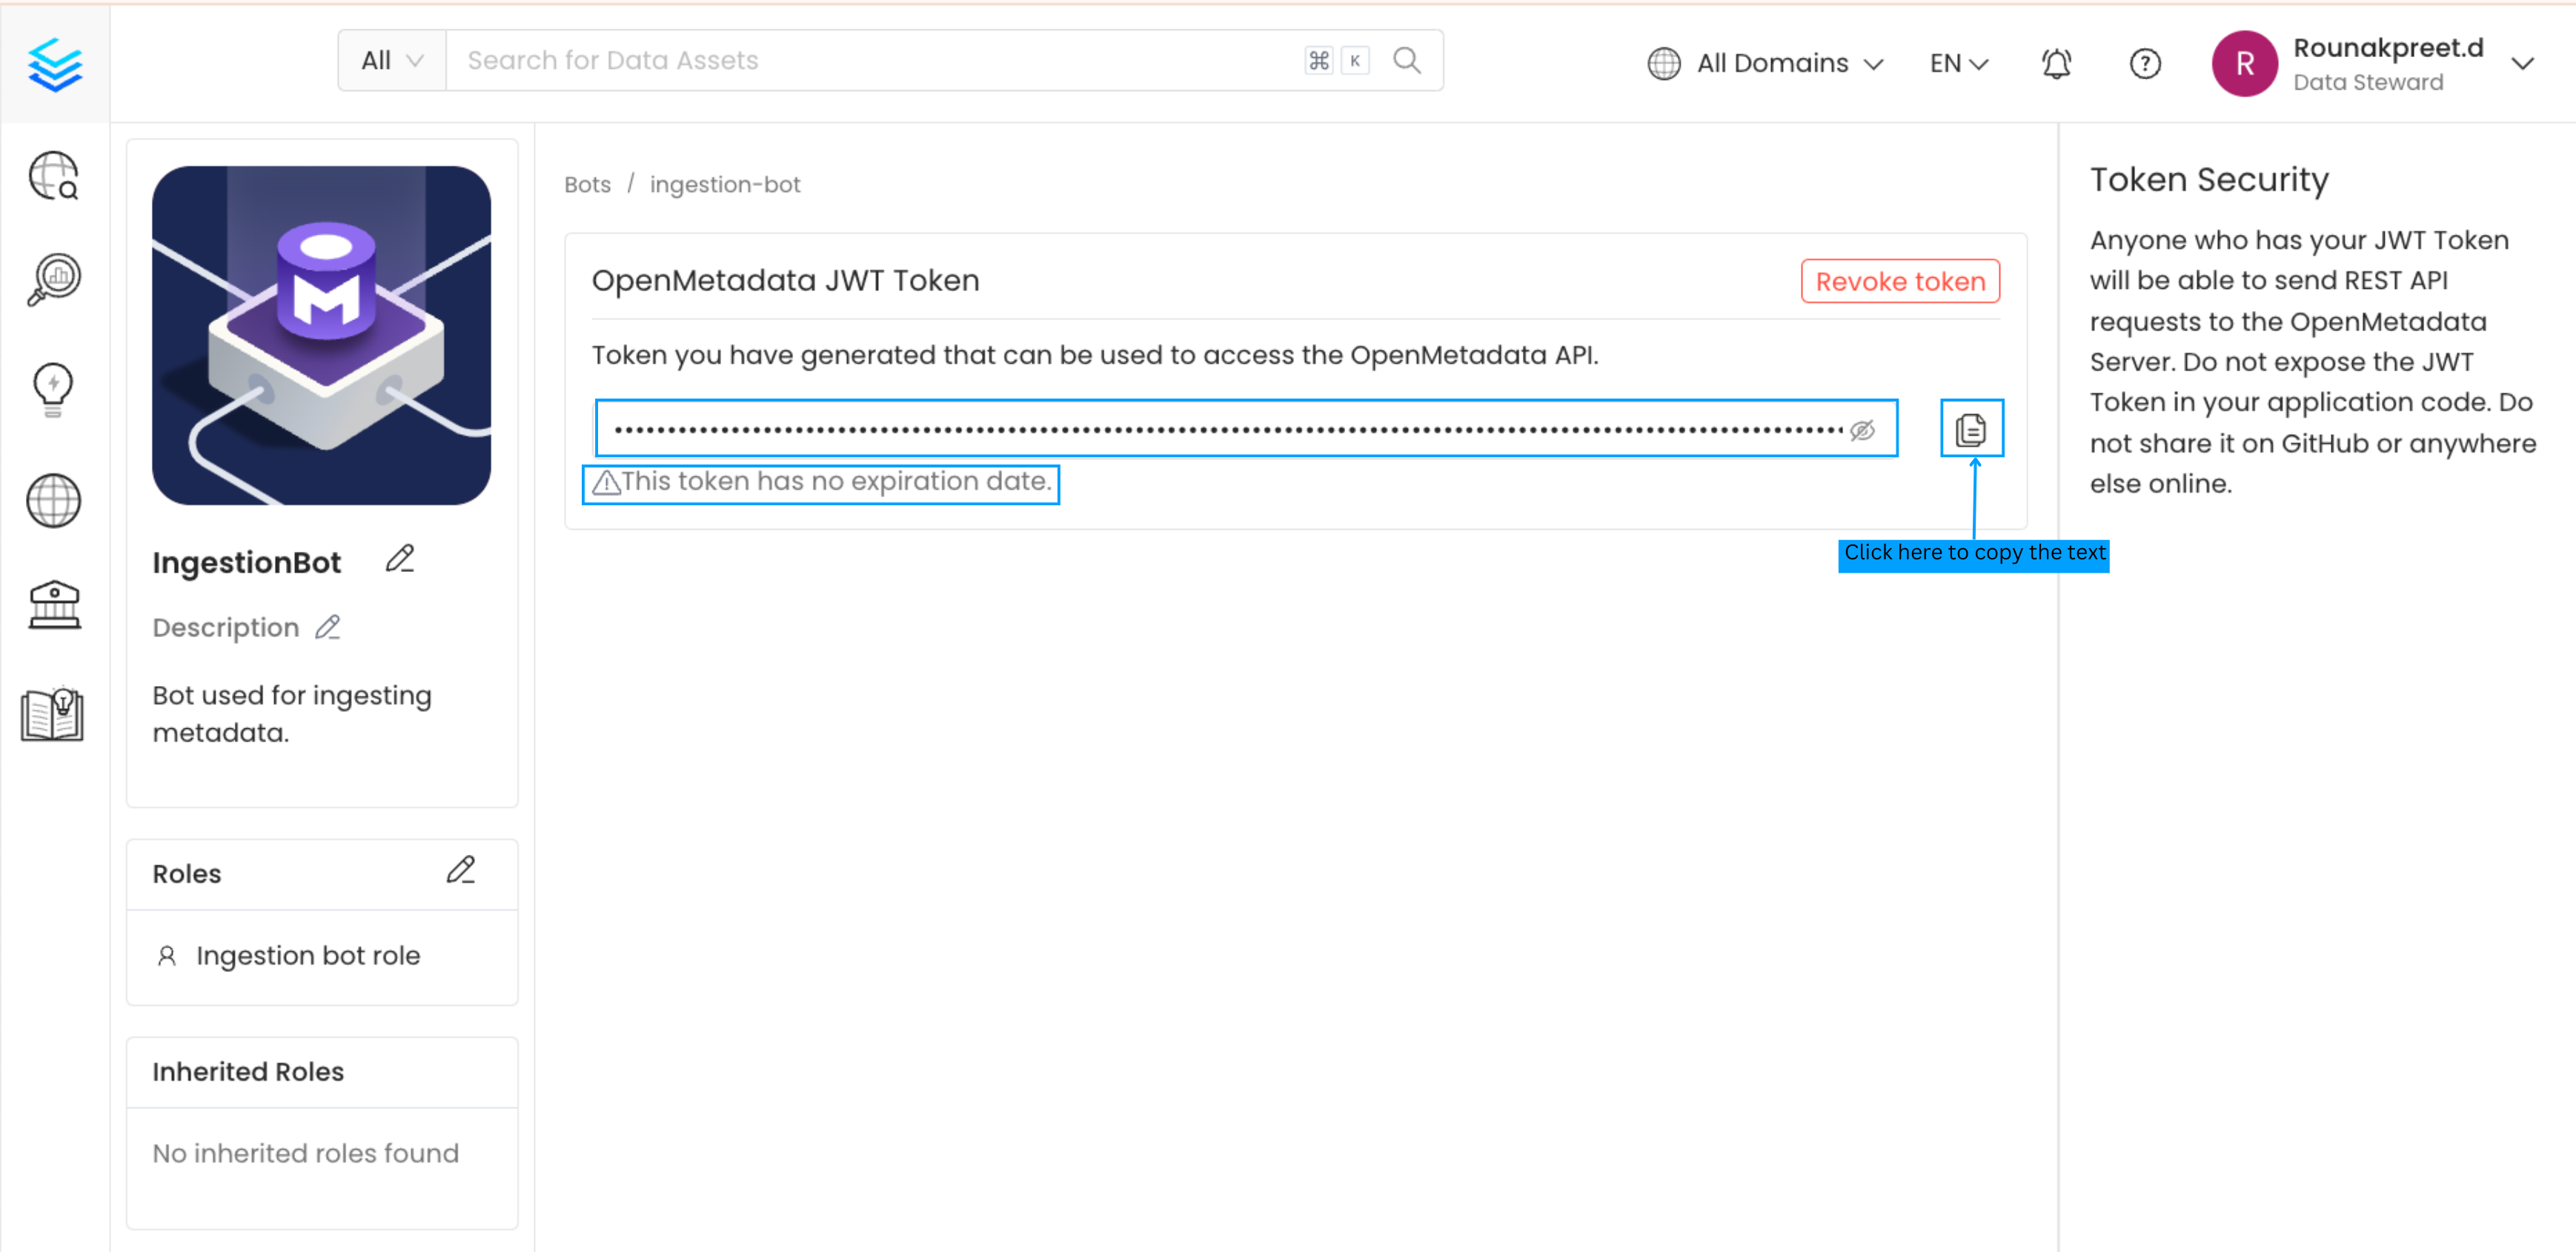 All
Search for Data Assets
⌘ K
All Domains
EN
?
R
Rounakpreet.d
Data Steward
M
IngestionBot
Description
Bot used for ingesting
metadata.
Roles
Ingestion bot role
Inherited Roles
No inherited roles found
Bots / ingestion-bot
OpenMetadata JWT Token
Revoke token
Token you have generated that can be used to access the OpenMetadata API.
This token has no expiration date.
Click here to copy the text
Token Security
Anyone who has your JWT Token
will be able to send REST API
requests to the OpenMetadata
Server. Do not expose the JWT
Token in your application code. Do
not share it on GitHub or anywhere
else online.